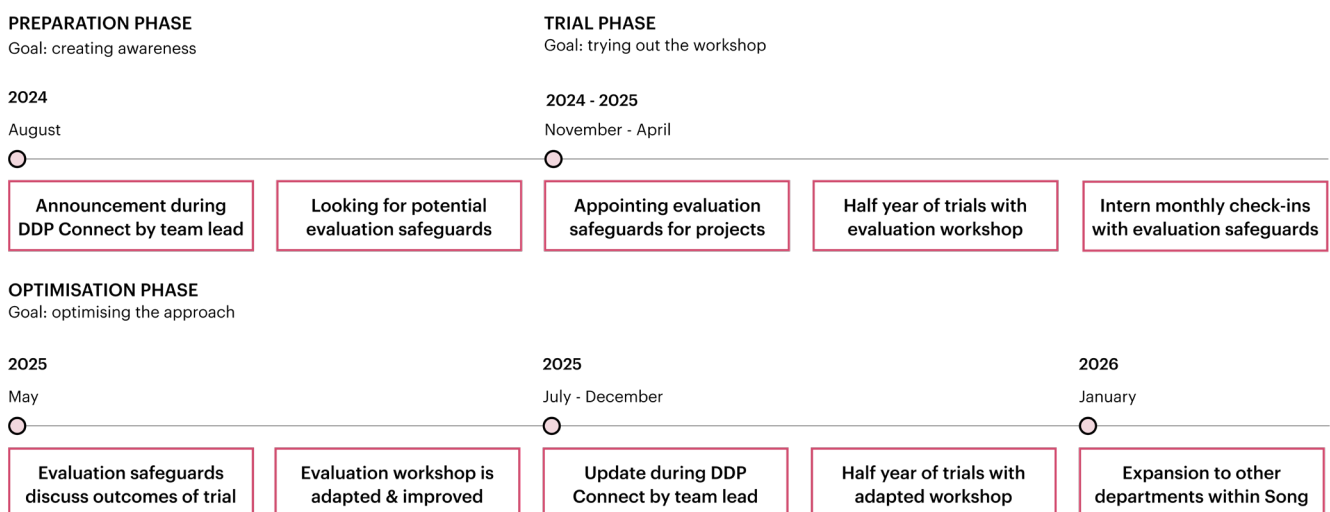 PREPARATION PHASE
Goal: creating awareness
TRIAL PHASE
Goal: trying out the workshop
2024
August
2024 - 2025
November - April
Announcement during
DDP Connect by team lead
Looking for potential
evaluation safeguards
Appointing evaluation
safeguards for projects
Half year of trials with
evaluation workshop
Intern monthly check-ins
with evaluation safeguards
OPTIMISATION PHASE
Goal: optimising the approach
2025
May
2025
July - December
2026
January
Evaluation safeguards
discuss outcomes of trial
Evaluation workshop is
adapted & improved
Update during DDP
Connect by team lead
Half year of trials with
adapted workshop
Expansion to other
departments within Song